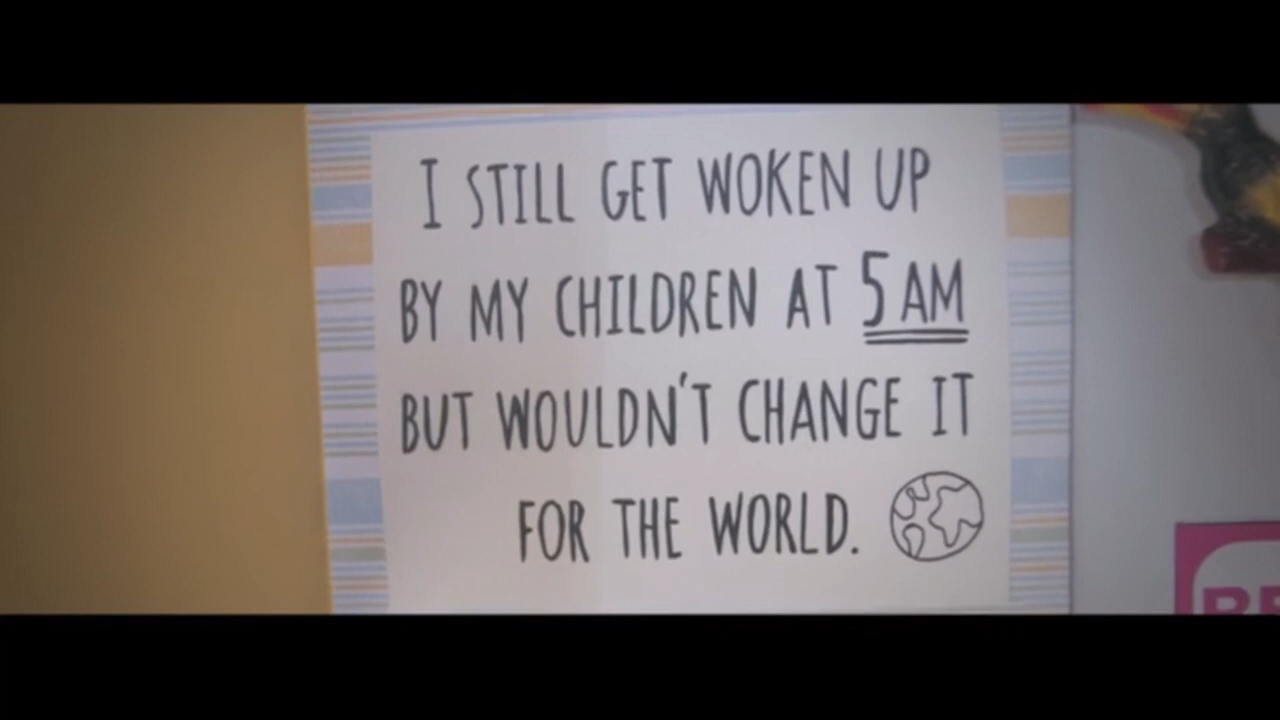 I STILL GET WOKEN UP
BY MY CHILDREN AT 5 AM
BUT WOULDN'T CHANGE IT
FOR THE WORLD.